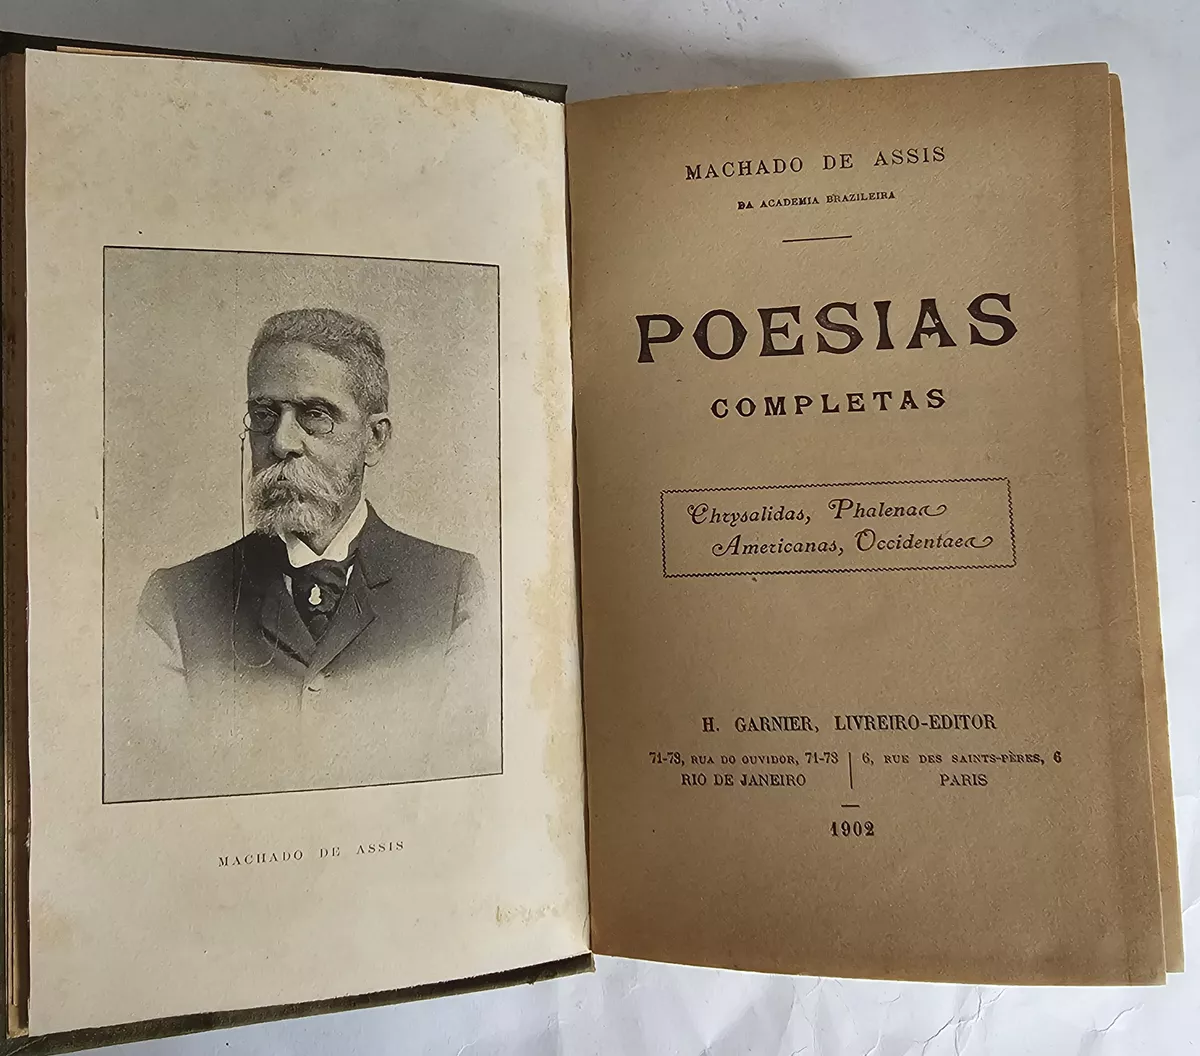 MACHADO DE ASSIS
MACHADO DE ASSIS
DA ACADEMIA BRAZILEIRA
POESIAS
COMPLETAS
Chrysalidas, Phalenas
Americanas, Occidentaes
H. GARNIER, LIVREIRO-EDITOR
71-73, RUA DO OUVIDOR, 71-73
RIO DE JANEIRO
6, RUE DES SAINTS-PÈRES, 6
PARIS
1902